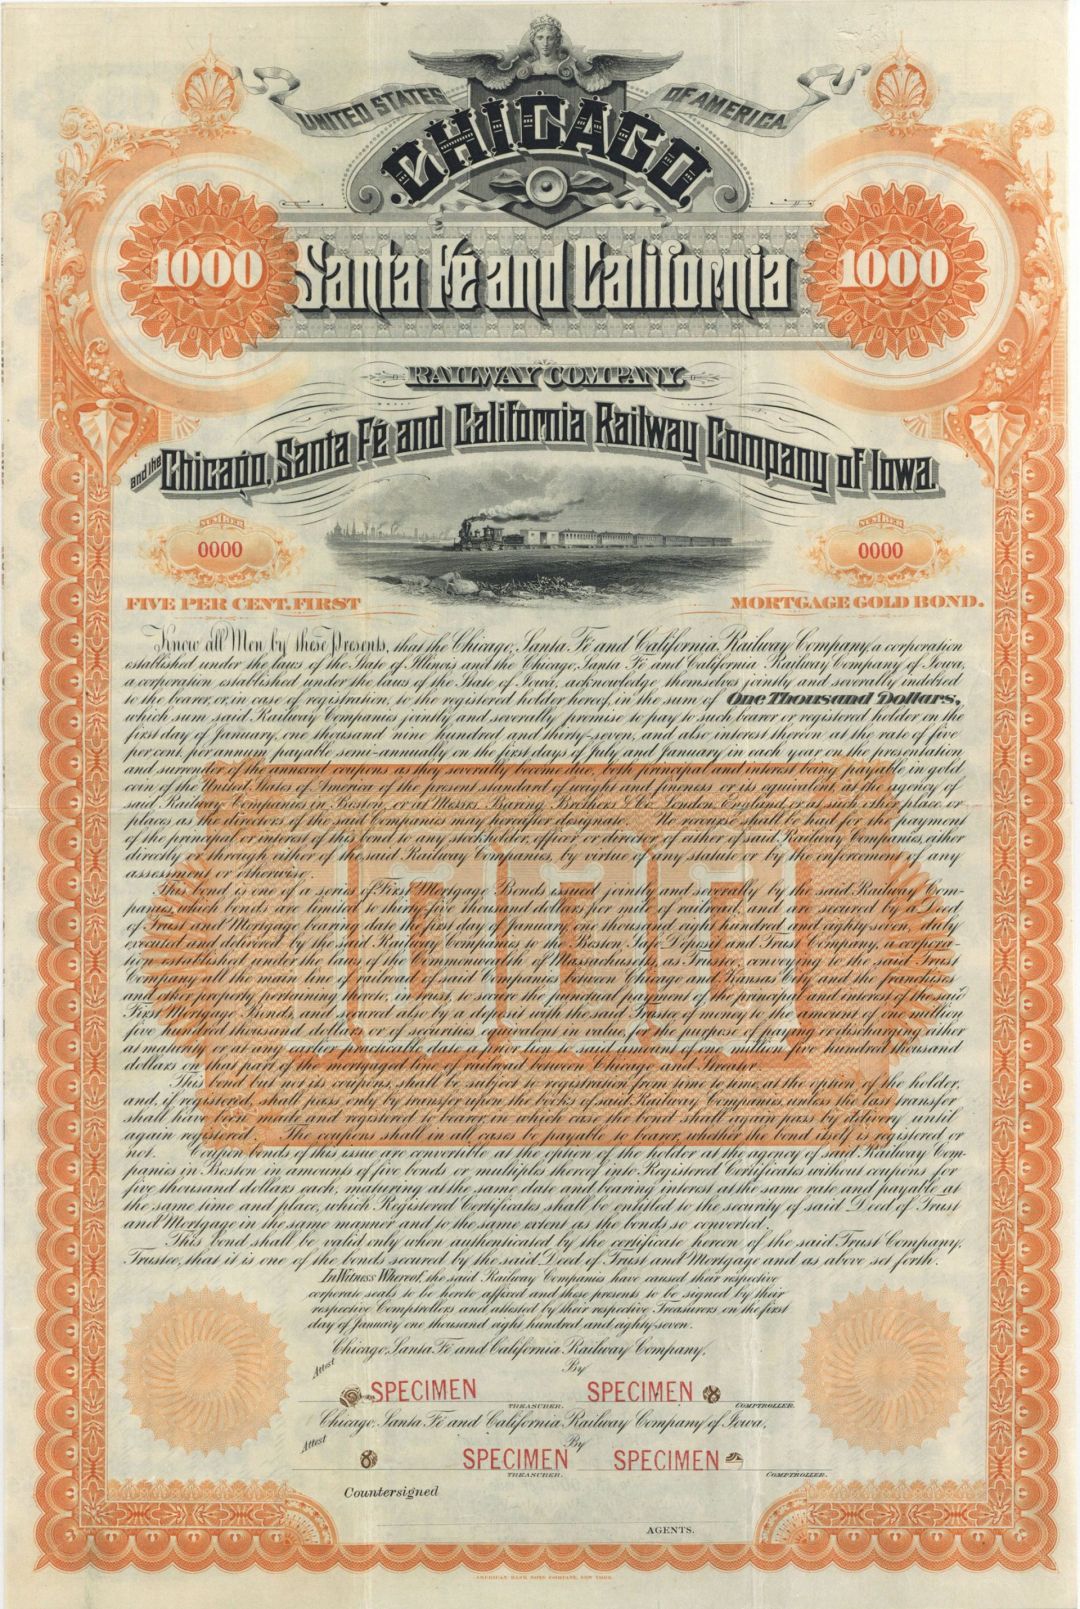 UNITED STATES OF AMERICA
CHICAGO
1000 Santa Fé and California 1000
RAILWAY COMPANY.
and the Chicago, Santa Fé and California Railway Company of Iowa.
NUMBER NUMBER
0000 0000
FIVE PER CENT. FIRST MORTGAGE GOLD BOND.
Know all Men by these Presents, that the Chicago, Santa Fé and California Railway Company, a corporation
established under the laws of the State of Illinois and the Chicago, Santa Fé and California Railway Company of Iowa,
a corporation established under the laws of the State of Iowa, acknowledge themselves jointly and severally indebted
to the bearer, or, in case of registration, to the registered holder hereof, in the sum of One Thousand Dollars,
which sum said Railway Companies jointly and severally promise to pay to such bearer or registered holder on the
first day of January, one thousand nine hundred and thirty-seven, and also interest thereon at the rate of five
per cent. per annum payable semi-annually on the first days of July and January in each year on the presentation
and surrender of the annexed coupons as they severally become due, both principal and interest being payable in gold
coin of the United States of America of the present standard of weight and fineness or its equivalent, at the agency of
said Railway Companies in Boston, or at Messrs. Baring Brothers & Co. London, England, or at such other place or
places as the directors of the said Companies may hereafter designate. No recourse shall be had for the payment
of the principal or interest of this bond to any stockholder, officer or director of either of said Railway Companies, either
directly or through either of the said Railway Companies, by virtue of any statute or by the enforcement of any
assessment or otherwise.
This bond is one of a series of First Mortgage Bonds issued jointly and severally by the said Railway Com-
panies, which bonds are limited to thirty-five thousand dollars per mile of railroad, and are secured by a Deed
of Trust and Mortgage bearing date the first day of January, one thousand eight hundred and eighty-seven, duly
executed and delivered by the said Railway Companies to the Boston Safe Deposit and Trust Company, a corpora-
tion established under the laws of the Commonwealth of Massachusetts, as Trustee, conveying to the said Trust
Company all the main line of railroad of said Companies between Chicago and Kansas City and the franchises
and other property pertaining thereto, in trust, to secure the punctual payment of the principal and interest of the said
First Mortgage Bonds, and secured also by a deposit with the said Trustee of money to the amount of one million
five hundred thousand dollars or of securities equivalent in value, for the purpose of paying or discharging either
at maturity or at any earlier practicable date a prior lien to said amount of one million five hundred thousand
dollars on that part of the mortgaged line of railroad between Chicago and Streator.
This bond but not its coupons, shall be subject to registration from time to time at the option of the holder,
and, if registered, shall pass only by transfer upon the books of said Railway Companies, unless the last transfer
shall have been made and registered to bearer, in which case the bond shall again pass by delivery until
again registered. The coupons shall in all cases be payable to bearer, whether the bond itself is registered or
not. Coupon bonds of this issue are convertible at the option of the holder at the agency of said Railway Com-
panies in Boston in amounts of five bonds or multiples thereof into Registered Certificates without coupons for
five thousand dollars each, maturing at the same date and bearing interest at the same rate and payable at
the same time and place, which Registered Certificates shall be entitled to the security of said Deed of Trust
and Mortgage in the same manner and to the same extent as the bonds so converted.
This bond shall be valid only when authenticated by the certificate hereon of the said Trust Company,
Trustee, that it is one of the bonds secured by the said Deed of Trust and Mortgage and as above set forth.
In Witness Whereof, the said Railway Companies have caused their respective
corporate seals to be hereto affixed and these presents to be signed by their
respective Comptrollers and attested by their respective Treasurers on the first
day of January one thousand eight hundred and eighty-seven.
Chicago, Santa Fé and California Railway Company,
Attest By
SPECIMEN SPECIMEN
TREASURER. COMPTROLLER.
Chicago, Santa Fé and California Railway Company of Iowa,
Attest By
SPECIMEN SPECIMEN
TREASURER. COMPTROLLER.
Countersigned
AGENTS.
AMERICAN BANK NOTE COMPANY, NEW YORK.